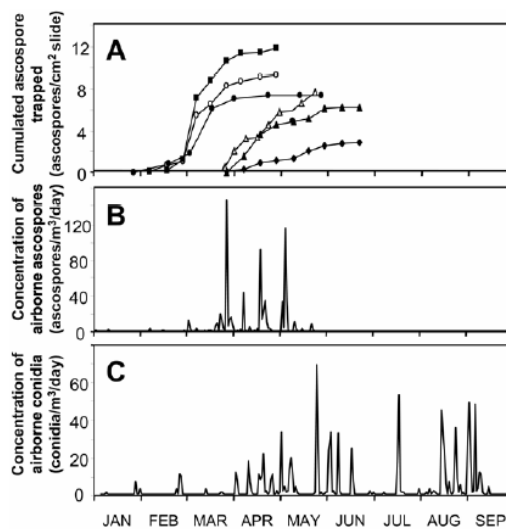 A
Cumulated ascospore
trapped
(ascospores/cm² slide)
12
8
4
0
B
Concentration of
airborne ascospores
(ascospores/m³/day)
120
80
40
0
C
Concentration of
airborne conidia
(conidia/m³/day)
60
40
20
0
JAN FEB MAR APR MAY JUN JUL AUG SEP